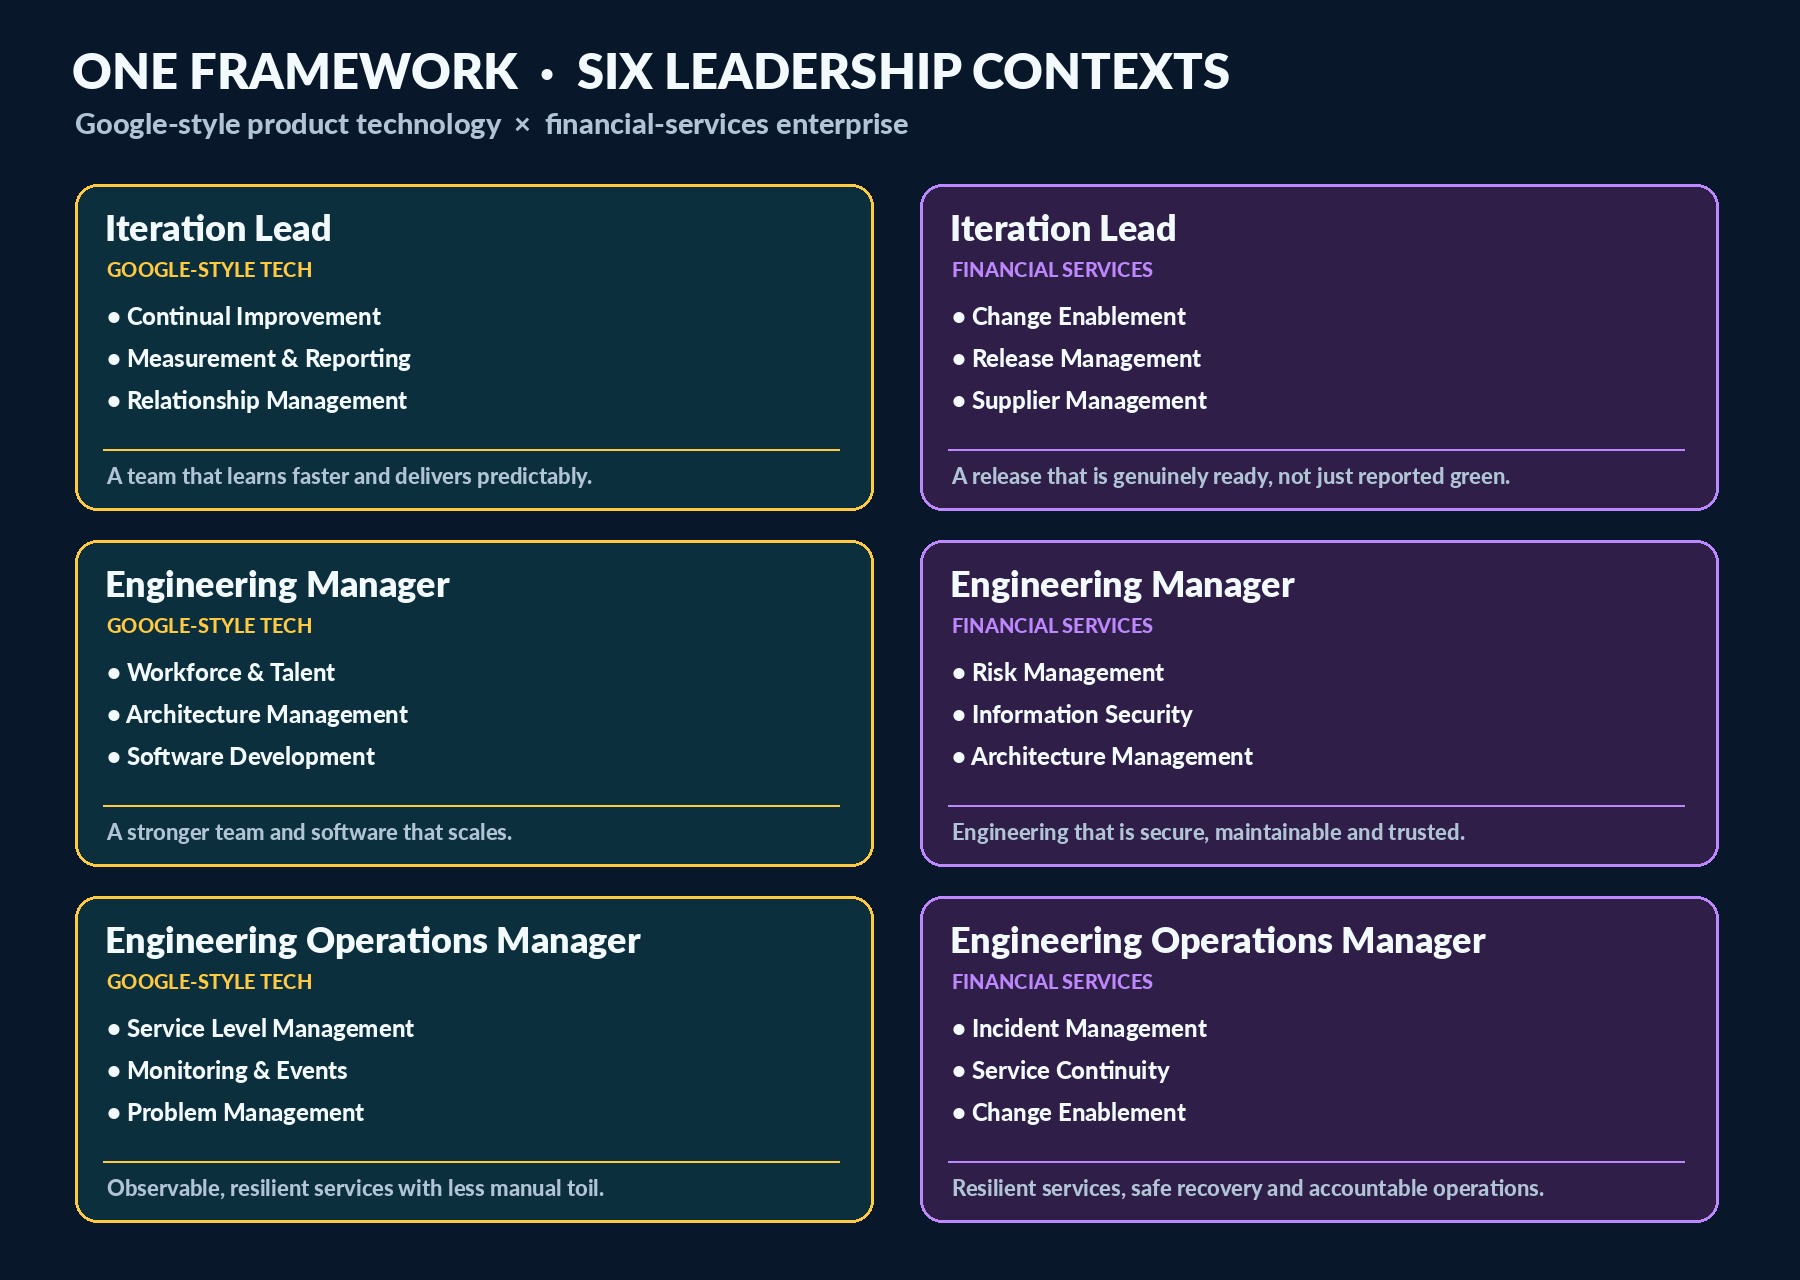 ONE FRAMEWORK · SIX LEADERSHIP CONTEXTS
Google-style product technology × financial-services enterprise
Iteration Lead
GOOGLE-STYLE TECH
● Continual Improvement
● Measurement & Reporting
● Relationship Management
A team that learns faster and delivers predictably.
Iteration Lead
FINANCIAL SERVICES
● Change Enablement
● Release Management
● Supplier Management
A release that is genuinely ready, not just reported green.
Engineering Manager
GOOGLE-STYLE TECH
● Workforce & Talent
● Architecture Management
● Software Development
A stronger team and software that scales.
Engineering Manager
FINANCIAL SERVICES
● Risk Management
● Information Security
● Architecture Management
Engineering that is secure, maintainable and trusted.
Engineering Operations Manager
GOOGLE-STYLE TECH
● Service Level Management
● Monitoring & Events
● Problem Management
Observable, resilient services with less manual toil.
Engineering Operations Manager
FINANCIAL SERVICES
● Incident Management
● Service Continuity
● Change Enablement
Resilient services, safe recovery and accountable operations.